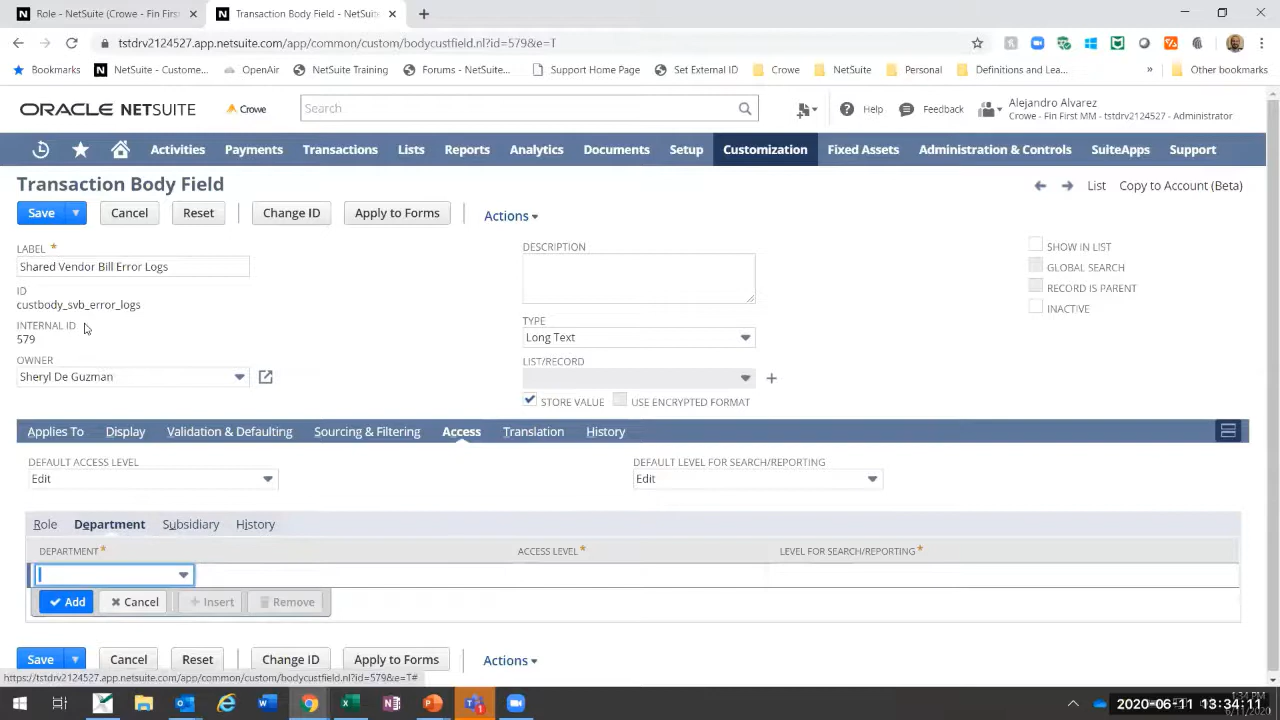 Role - NetSuite (Crowe - Fin First
Transaction Body Field - NetSuite
tstdrv2124527.app.netsuite.com/app/common/custom/bodycustfield.nl?id=579&e=T
Bookmarks NetSuite - Custome... OpenAir NetSuite Training Forums - NetSuite... Support Home Page Set External ID Crowe NetSuite Personal Definitions and Lea... » Other bookmarks
ORACLE NETSUITE Crowe Search Help Feedback Alejandro Alvarez
Crowe - Fin First MM - tstdrv2124527 - Administrator
Activities Payments Transactions Lists Reports Analytics Documents Setup Customization Fixed Assets Administration & Controls SuiteApps Support
Transaction Body Field
List Copy to Account (Beta)
Save Cancel Reset Change ID Apply to Forms Actions
LABEL *
Shared Vendor Bill Error Logs
ID
custbody_svb_error_logs
INTERNAL ID
579
OWNER
Sheryl De Guzman
DESCRIPTION
TYPE
Long Text
LIST/RECORD
STORE VALUE USE ENCRYPTED FORMAT
SHOW IN LIST
GLOBAL SEARCH
RECORD IS PARENT
INACTIVE
Applies To Display Validation & Defaulting Sourcing & Filtering Access Translation History
DEFAULT ACCESS LEVEL
Edit
DEFAULT LEVEL FOR SEARCH/REPORTING
Edit
Role Department Subsidiary History
DEPARTMENT * ACCESS LEVEL * LEVEL FOR SEARCH/REPORTING *
Add Cancel Insert Remove
Save Cancel Reset Change ID Apply to Forms Actions
https://tstdrv2124527.app.netsuite.com/app/common/custom/bodycustfield.nl?id=579&e=T#
2020-06-11 13:34:11